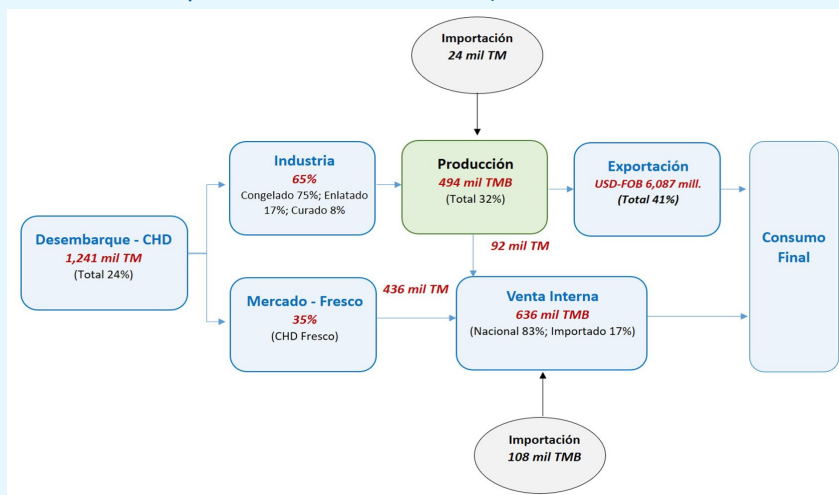 Importación
24 mil TM
Industria
65%
Congelado 75%; Enlatado
17%; Curado 8%
Producción
494 mil TMB
(Total 32%)
Exportación
USD-FOB 6,087 mill.
(Total 41%)
Desembarque - CHD
1,241 mil TM
(Total 24%)
Consumo
Final
92 mil TM
436 mil TM
Mercado - Fresco
35%
(CHD Fresco)
Venta Interna
636 mil TMB
(Nacional 83%; Importado 17%)
Importación
108 mil TMB